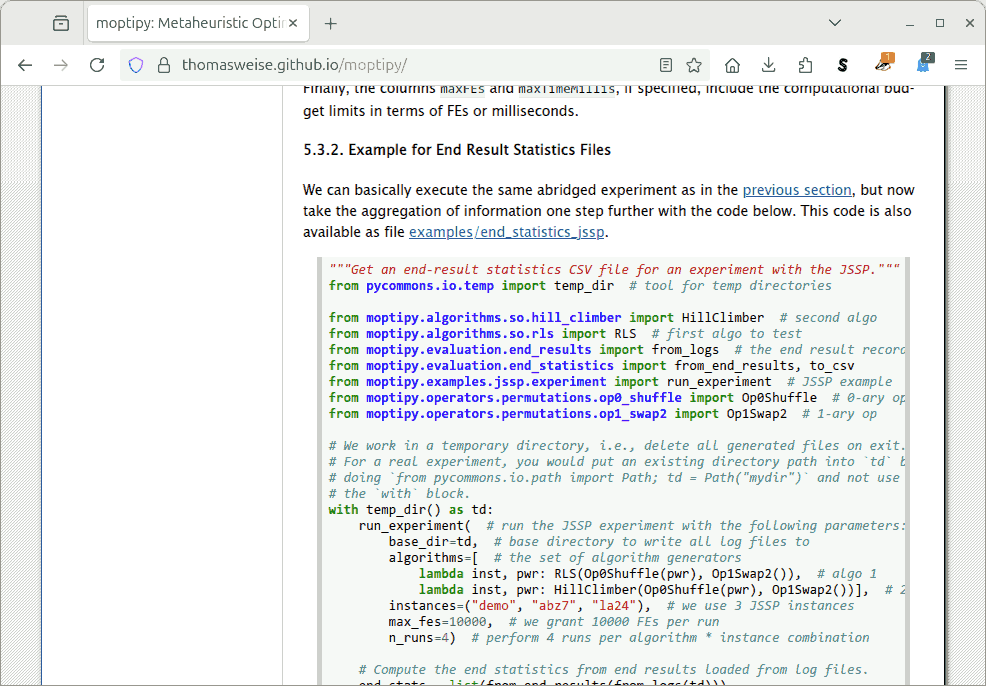 moptipy: Metaheuristic Opti
thomasweise.github.io/moptipy/
1
2
Finally, the columns maxFEs and maxTimeMillis, if specified, include the computational bud-
get limits in terms of FEs or milliseconds.
5.3.2. Example for End Result Statistics Files
We can basically execute the same abridged experiment as in the previous section, but now
take the aggregation of information one step further with the code below. This code is also
available as file examples/end_statistics_jssp.
"""Get an end-result statistics CSV file for an experiment with the JSSP."""
from pycommons.io.temp import temp_dir  # tool for temp directories
from moptipy.algorithms.so.hill_climber import HillClimber  # second algo
from moptipy.algorithms.so.rls import RLS  # first algo to test
from moptipy.evaluation.end_results import from_logs  # the end result record
from moptipy.evaluation.end_statistics import from_end_results, to_csv
from moptipy.examples.jssp.experiment import run_experiment  # JSSP example
from moptipy.operators.permutations.op0_shuffle import Op0Shuffle  # 0-ary op
from moptipy.operators.permutations.op1_swap2 import Op1Swap2  # 1-ary op
# We work in a temporary directory, i.e., delete all generated files on exit.
# For a real experiment, you would put an existing directory path into `td` b
# doing `from pycommons.io.path import Path; td = Path("mydir")` and not use
# the `with` block.
with temp_dir() as td:
    run_experiment(  # run the JSSP experiment with the following parameters:
        base_dir=td,  # base directory to write all log files to
        algorithms=[  # the set of algorithm generators
            lambda inst, pwr: RLS(Op0Shuffle(pwr), Op1Swap2()),  # algo 1
            lambda inst, pwr: HillClimber(Op0Shuffle(pwr), Op1Swap2())],  # 2
        instances=("demo", "abz7", "la24"),  # we use 3 JSSP instances
        max_fes=10000,  # we grant 10000 FEs per run
        n_runs=4)  # perform 4 runs per algorithm * instance combination
    # Compute the end statistics from end results loaded from log files.
    end_stats = list(from_end_results(from_logs(td)))